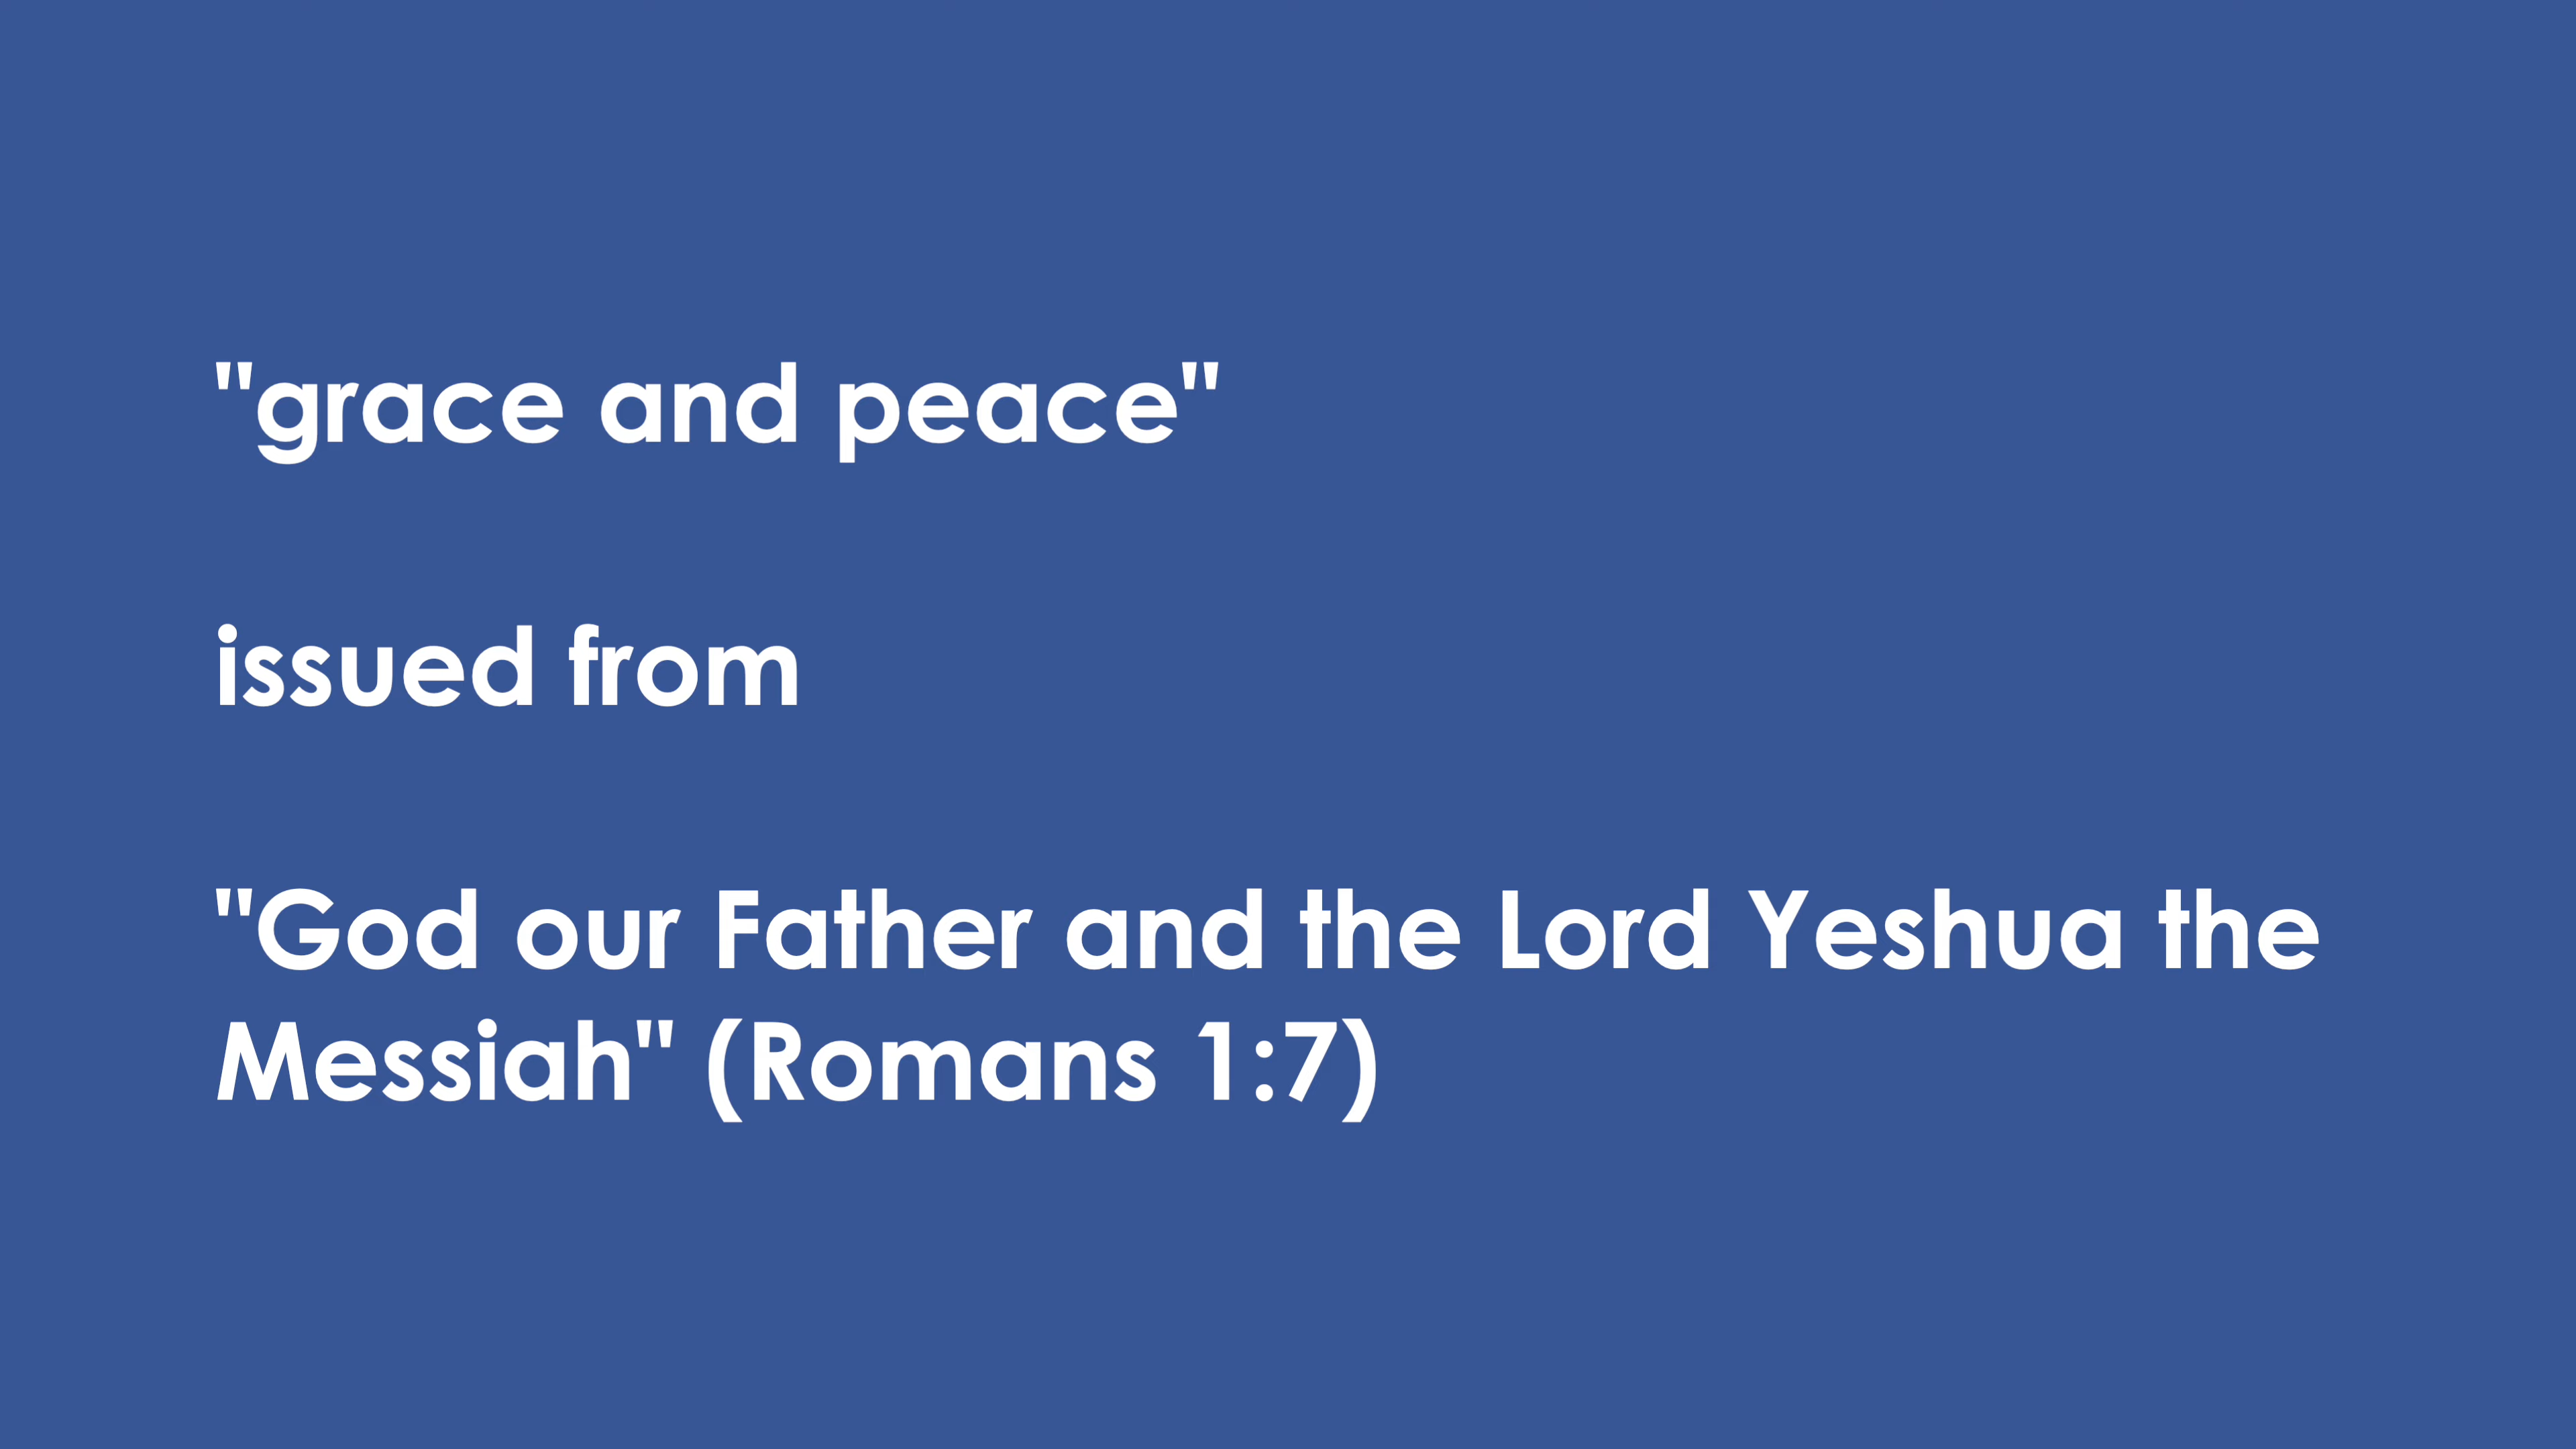 "grace and peace"
issued from
"God our Father and the Lord Yeshua the
Messiah" (Romans 1:7)